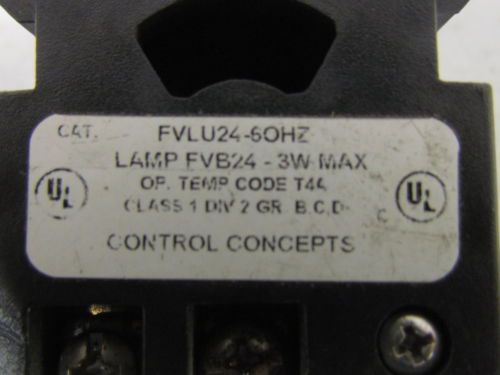 CAT. FVLU24-60HZ
LAMP FVB24 - 3W MAX
UL OP. TEMP CODE T4A UL
CLASS 1 DIV 2 GR. B.C.D. C
CONTROL CONCEPTS